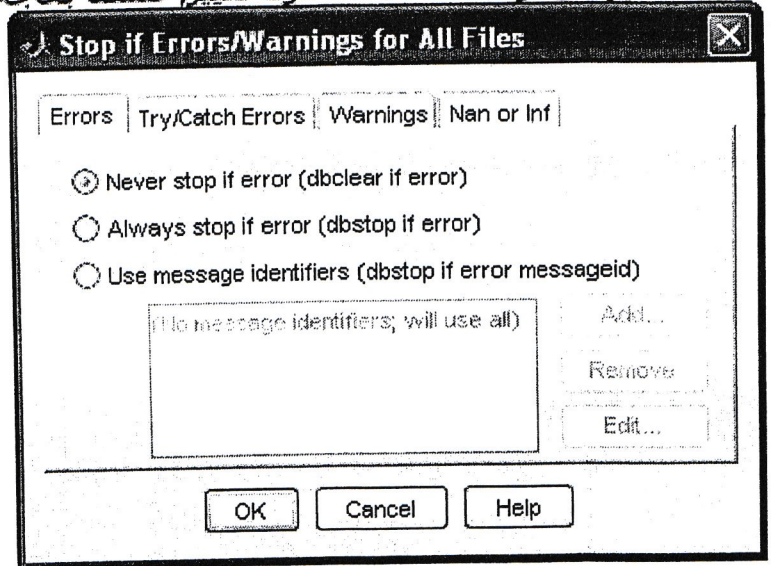 Stop if Errors/Warnings for All Files
Errors Try/Catch Errors Warnings Nan or Inf
Never stop if error (dbclear if error)
Always stop if error (dbstop if error)
Use message identifiers (dbstop if error messageid)
(No message identifiers; will use all)
Add...
Remove
Edit...
OK Cancel Help